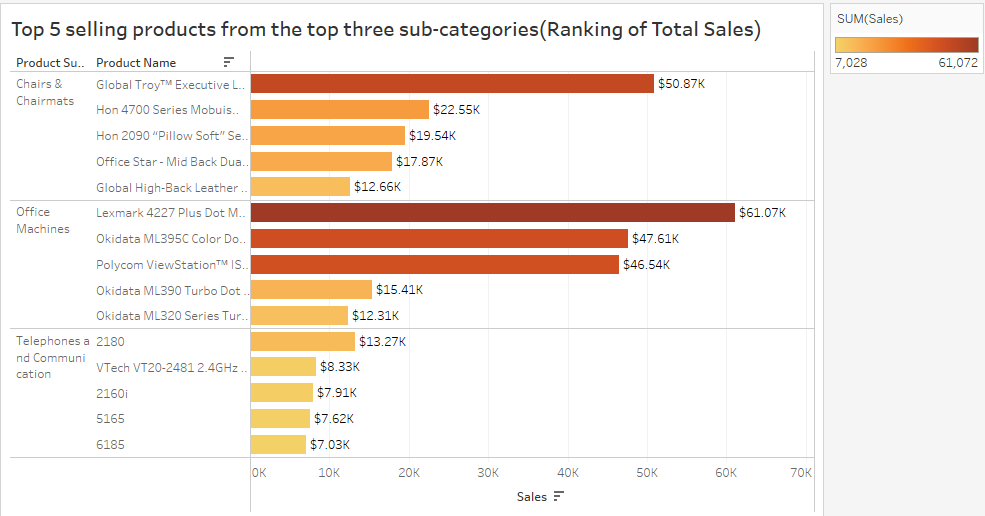 Top 5 selling products from the top three sub-categories(Ranking of Total Sales)
Product Su.. Product Name
Chairs &
Chairmats
Global Troy™ Executive L.. $50.87K
Hon 4700 Series Mobuis.. $22.55K
Hon 2090 “Pillow Soft” Se.. $19.54K
Office Star - Mid Back Dua.. $17.87K
Global High-Back Leather .. $12.66K
Office
Machines
Lexmark 4227 Plus Dot M.. $61.07K
Okidata ML395C Color Do.. $47.61K
Polycom ViewStation™ IS.. $46.54K
Okidata ML390 Turbo Dot .. $15.41K
Okidata ML320 Series Tur.. $12.31K
Telephones a
nd Communi
cation
2180 $13.27K
VTech VT20-2481 2.4GHz .. $8.33K
2160i $7.91K
5165 $7.62K
6185 $7.03K
0K 10K 20K 30K 40K 50K 60K 70K
Sales
SUM(Sales)
7,028 61,072